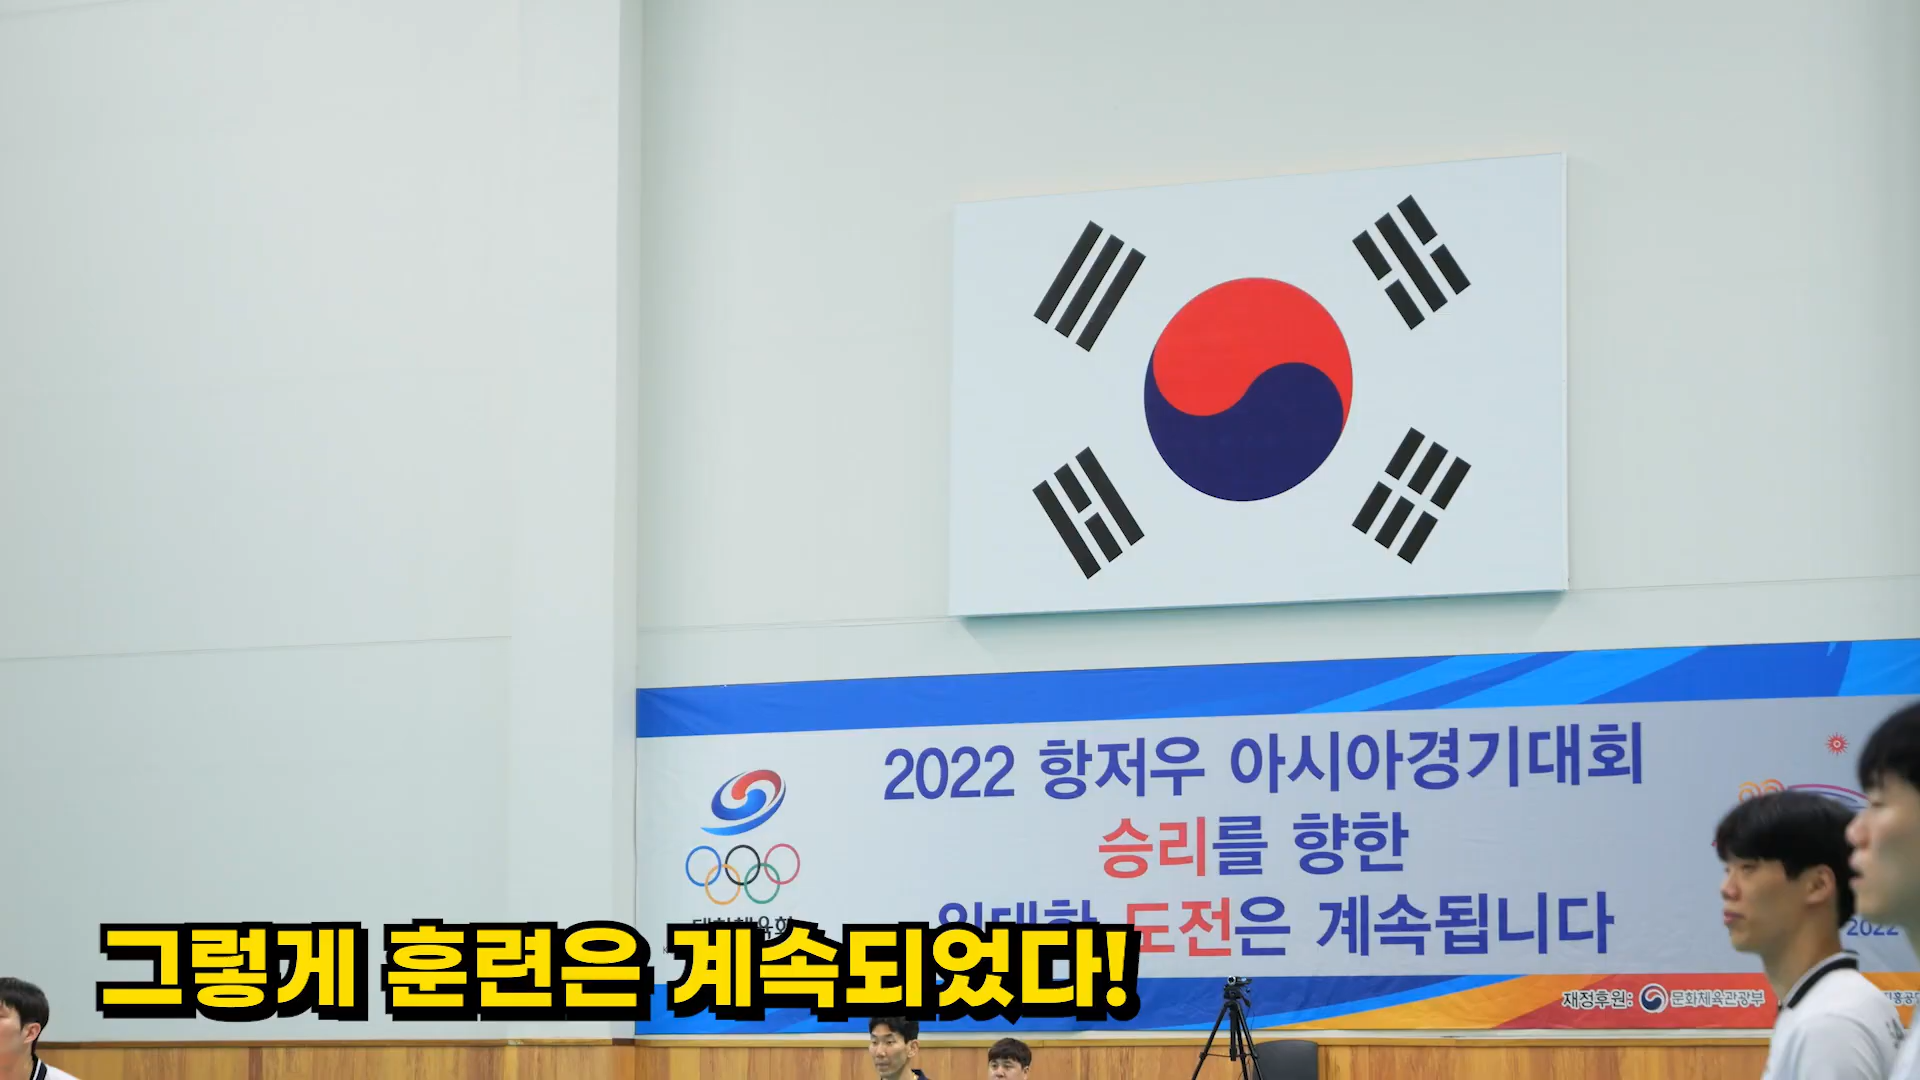 2022 항저우 아시아경기대회
승리를 향한
도전은 계속됩니다
2022
재정후원: 문화체육관광부
그렇게 훈련은 계속되었다!